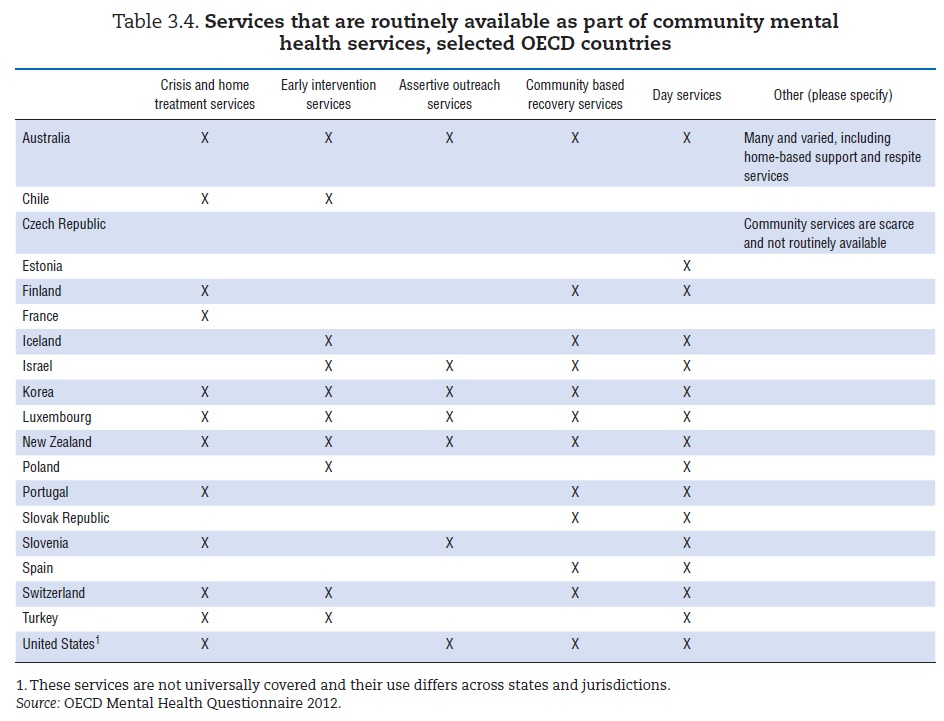 Table 3.4. Services that are routinely available as part of community mental
health services, selected OECD countries
Crisis and home treatment services Early intervention services Assertive outreach services Community based recovery services Day services Other (please specify)
Australia X X X X X Many and varied, including
home-based support and respite
services
Chile X X
Czech Republic Community services are scarce
and not routinely available
Estonia X
Finland X X X
France X
Iceland X X X
Israel X X X X
Korea X X X X X
Luxembourg X X X X X
New Zealand X X X X X
Poland X X
Portugal X X X
Slovak Republic X X
Slovenia X X X
Spain X X
Switzerland X X X X
Turkey X X X
United States1 X X X X
1. These services are not universally covered and their use differs across states and jurisdictions.
Source: OECD Mental Health Questionnaire 2012.